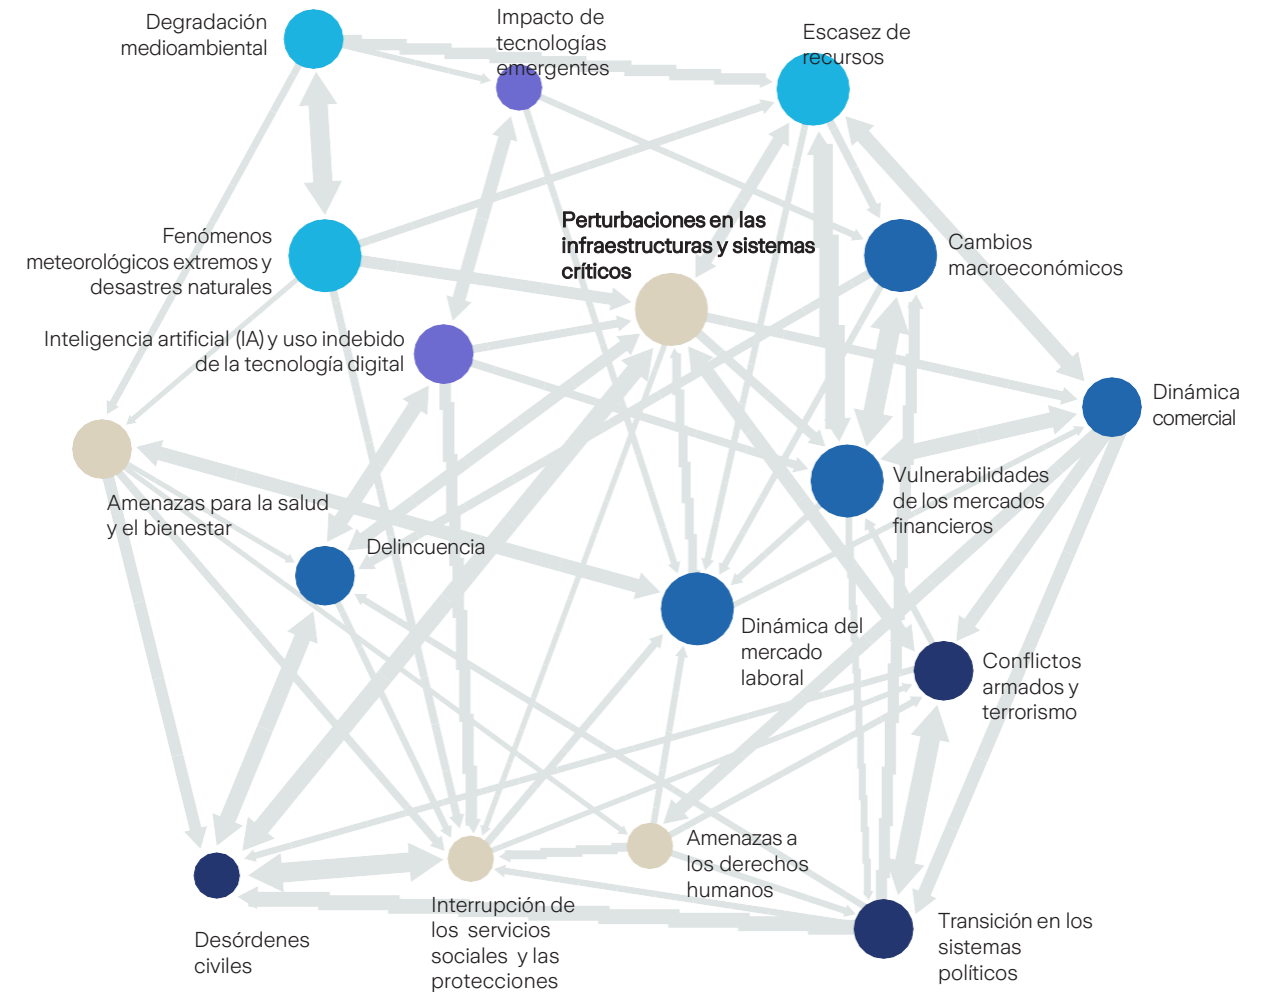 Degradación
medioambiental
Impacto de
tecnologías
emergentes
Escasez de
recursos
Fenómenos
meteorológicos extremos y
desastres naturales
Perturbaciones en las
infraestructuras y sistemas
críticos
Cambios
macroeconómicos
Inteligencia artificial (IA) y uso indebido
de la tecnología digital
Dinámica
comercial
Amenazas para la salud
y el bienestar
Vulnerabilidades
de los mercados
financieros
Delincuencia
Dinámica del
mercado
laboral
Conflictos
armados y
terrorismo
Amenazas a
los derechos
humanos
Interrupción de
los servicios
sociales y las
protecciones
Desórdenes
civiles
Transición en los
sistemas
políticos